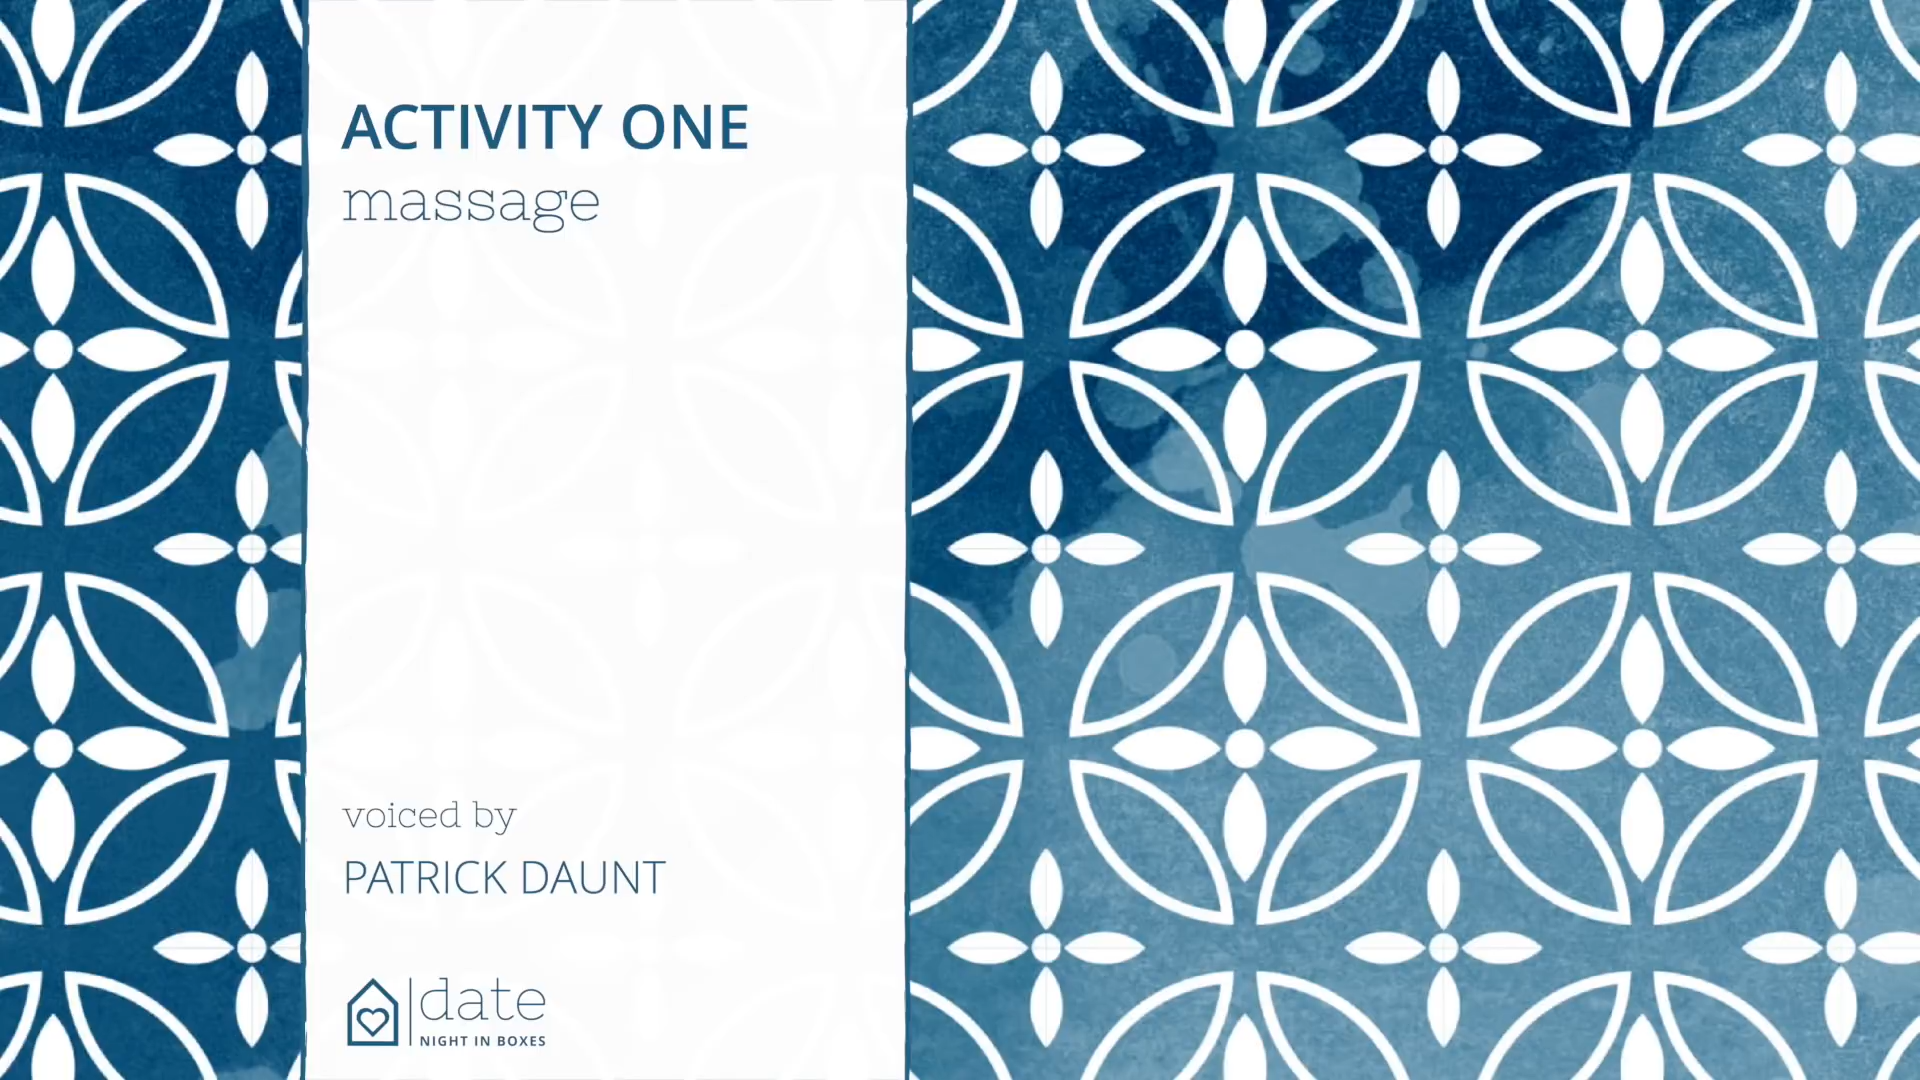 ACTIVITY ONE
massage
voiced by
PATRICK DAUNT
date
NIGHT IN BOXES